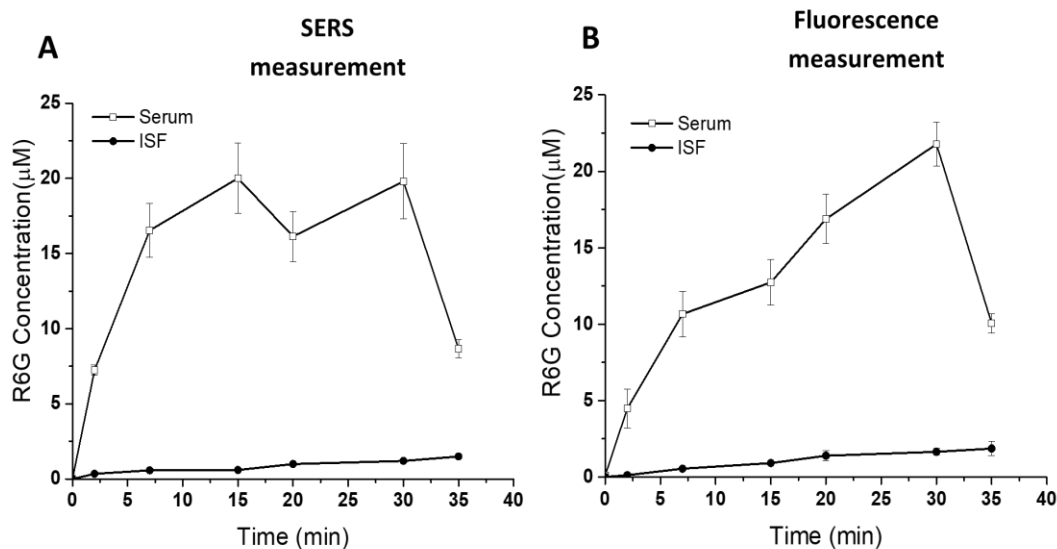 A
SERS
measurement
Serum
ISF
R6G Concentration(μM)
25
20
15
10
5
0
0 5 10 15 20 25 30 35 40
Time (min)
B
Fluorescence
measurement
Serum
ISF
R6G Concentration(μM)
25
20
15
10
5
0
0 5 10 15 20 25 30 35 40
Time (min)